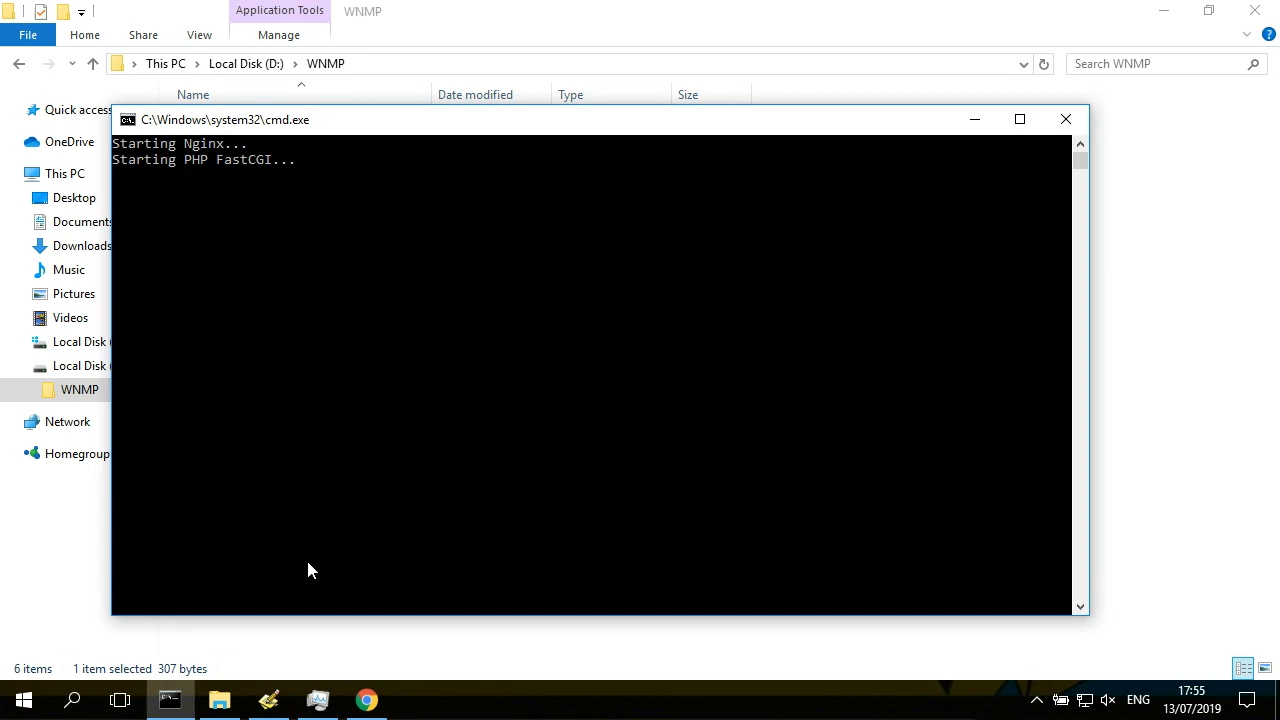 Application Tools
WNMP
File
Home
Share
View
Manage
This PC
Local Disk (D:)
WNMP
Search WNMP
Name
Date modified
Type
Size
Quick access
OneDrive
This PC
Desktop
Documents
Downloads
Music
Pictures
Videos
Local Disk (
Local Disk (
WNMP
Network
Homegroup
C:\Windows\system32\cmd.exe
Starting Nginx...
Starting PHP FastCGI...
6 items
1 item selected 307 bytes
ENG
17:55
13/07/2019